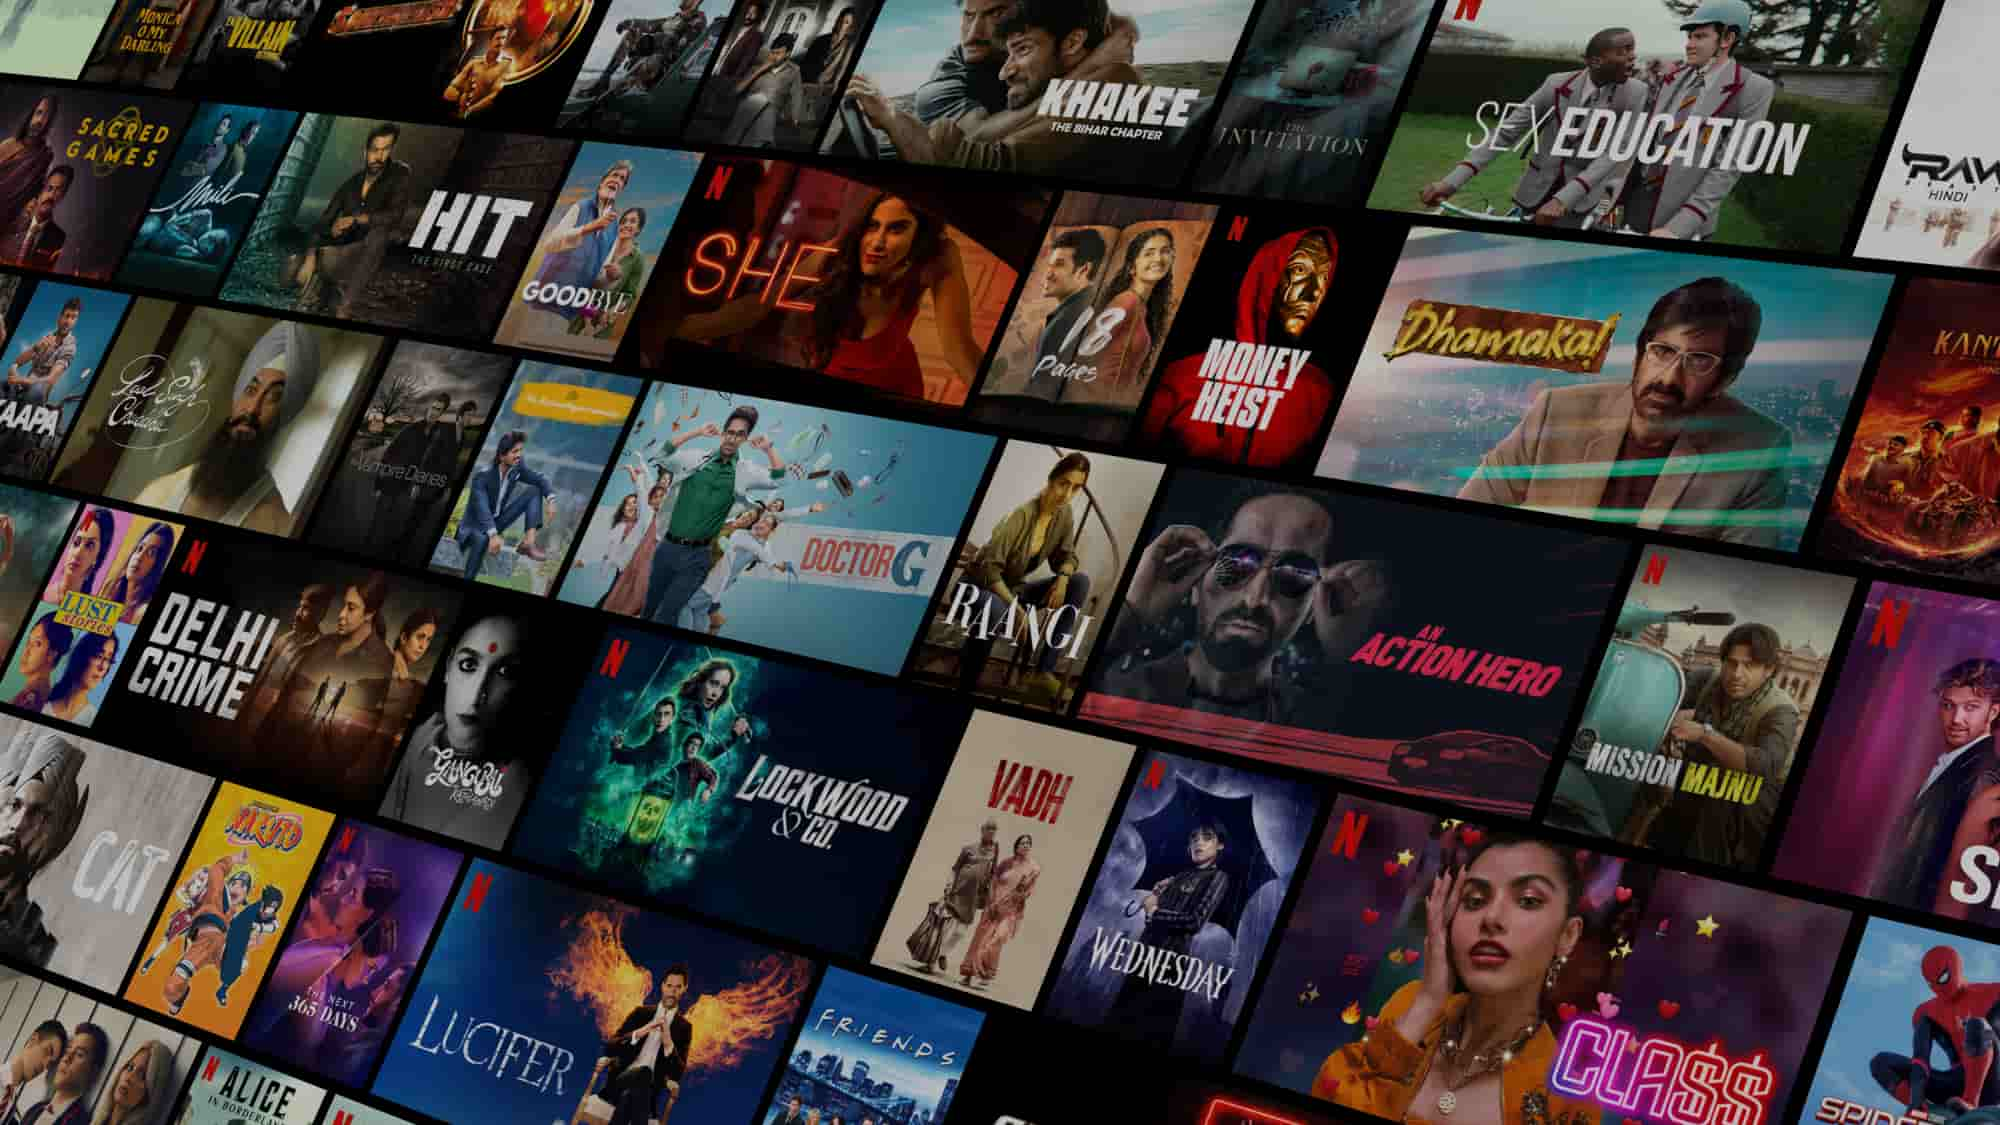 MONICA
O MY
DARLING
VILLAIN
KHAKEE
THE BIHAR CHAPTER
THE
INVITATION
N
SEX EDUCATION
RAW
HINDI
SACRED
GAMES
Mili
HIT
THE FIRST CASE
GOODBYE
N
SHE
18
Pages
N
MONEY
HEIST
Dhamaka!
KANT
KAAPA
Laal Singh
Chaddha
Vampire Diaries
DOCTOR G
RAANGI
AN
ACTION HERO
N
MISSION MAJNU
N
N
LUST
stories
N
DELHI
CRIME
GANGUBAI
KATHIAWADI
N
LOCKWOOD
& CO.
VADH
N
WEDNESDAY
N
CLA$$
CAT
NARUTO
N
THE NEXT
365 DAYS
N
LUCIFER
F·R·I·E·N·D·S
SPIDER
N
ALICE
IN BORDERLAND
N